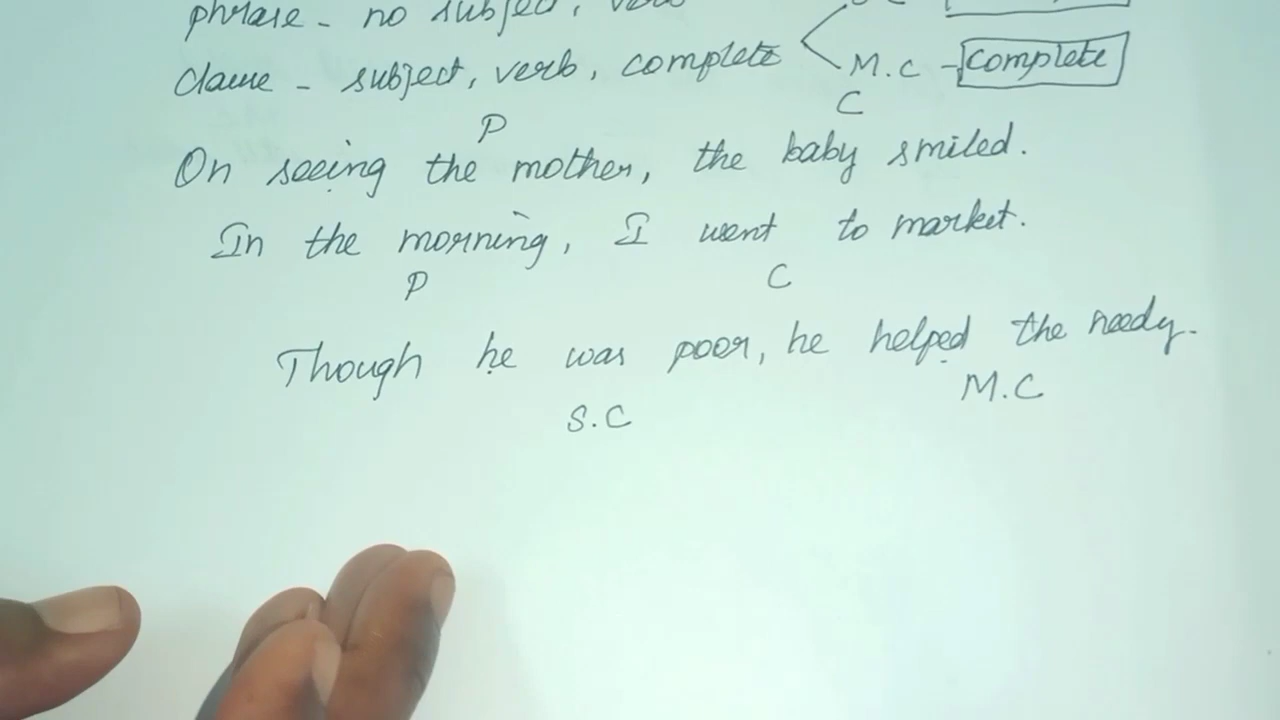 phrase - no subject, verb
clause - subject, verb, complete
M.C - complete
P C
On seeing the mother, the baby smiled.
In the morning, I went to market.
P C
Though he was poor, he helped the needy.
S.C M.C